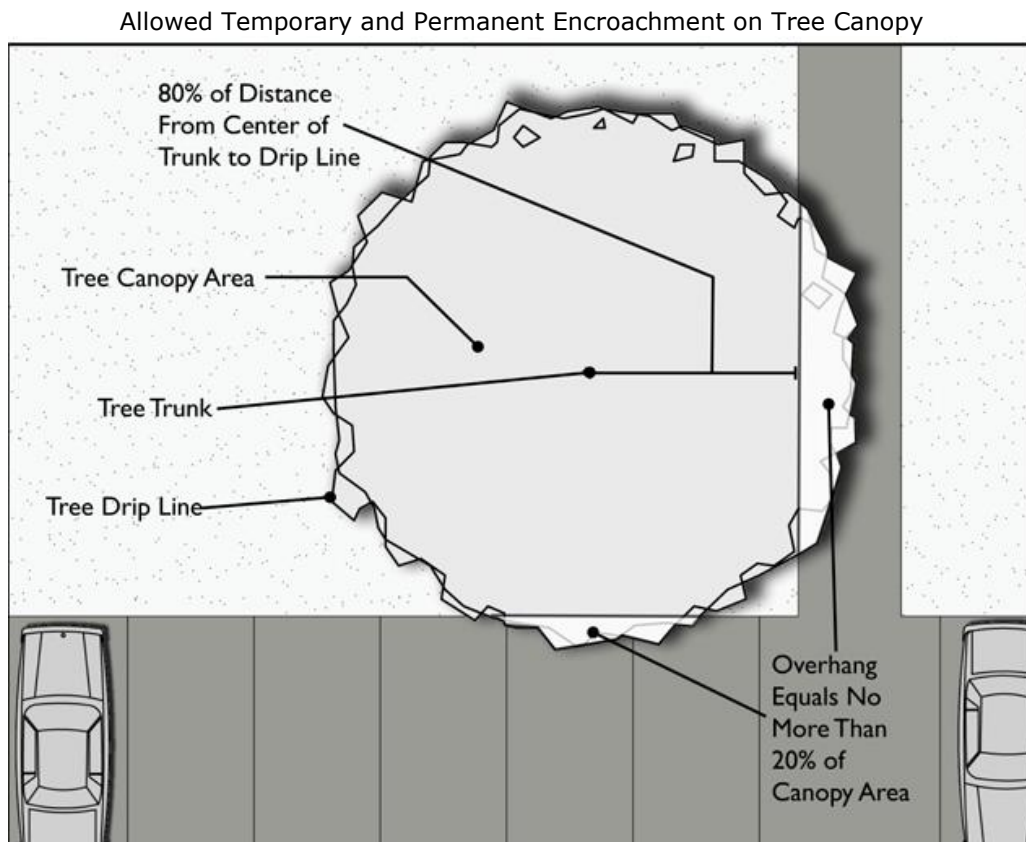 Allowed Temporary and Permanent Encroachment on Tree Canopy
80% of Distance
From Center of
Trunk to Drip Line
Tree Canopy Area
Tree Trunk
Tree Drip Line
Overhang
Equals No
More Than
20% of
Canopy Area